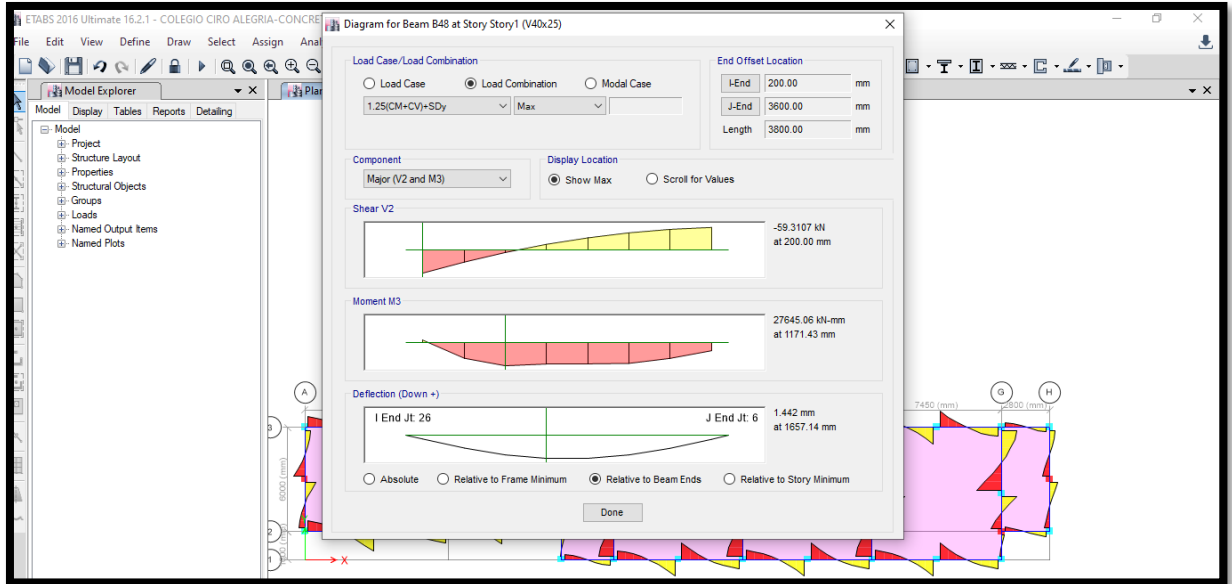 ETABS 2016 Ultimate 16.2.1 - COLEGIO CIRO ALEGRIA-CONCRE
Diagram for Beam B48 at Story Story1 (V40x25)
File Edit View Define Draw Select Assign Anal
Model Explorer
Plan
Model Display Tables Reports Detailing
Model
Project
Structure Layout
Properties
Structural Objects
Groups
Loads
Named Output Items
Named Plots
Load Case/Load Combination
Load Case Load Combination Modal Case
1.25(CM+CV)+SDy Max
End Offset Location
I-End 200.00 mm
J-End 3600.00 mm
Length 3800.00 mm
Component
Major (V2 and M3)
Display Location
Show Max Scroll for Values
Shear V2
-59.3107 kN
at 200.00 mm
Moment M3
27645.06 kN-mm
at 1171.43 mm
Deflection (Down +)
I End Jt: 26 J End Jt: 6
1.442 mm
at 1657.14 mm
Absolute Relative to Frame Minimum Relative to Beam Ends Relative to Story Minimum
Done
A G H
7450 (mm) 2800 (mm)
3
6000 (mm)
2
1
X